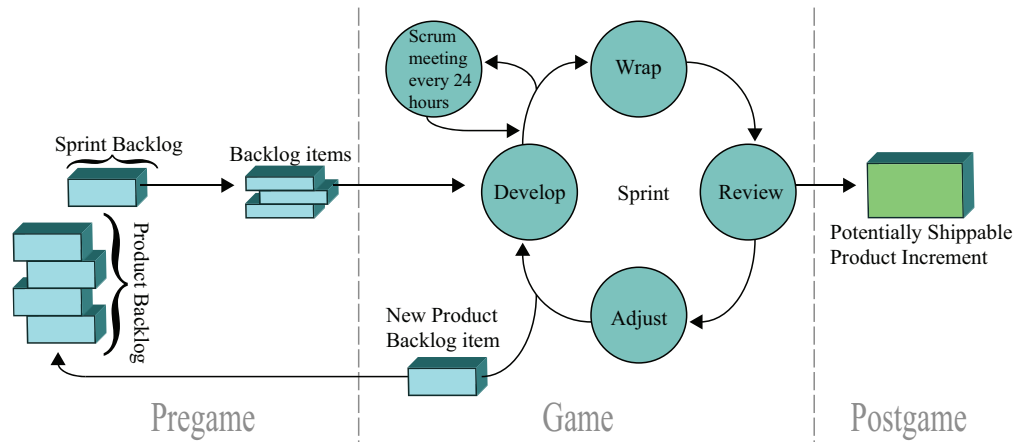 Scrum
meeting
every 24
hours
Wrap
Sprint Backlog
Backlog items
Develop
Sprint
Review
Product Backlog
Potentially Shippable
Product Increment
New Product
Backlog item
Adjust
Pregame
Game
Postgame